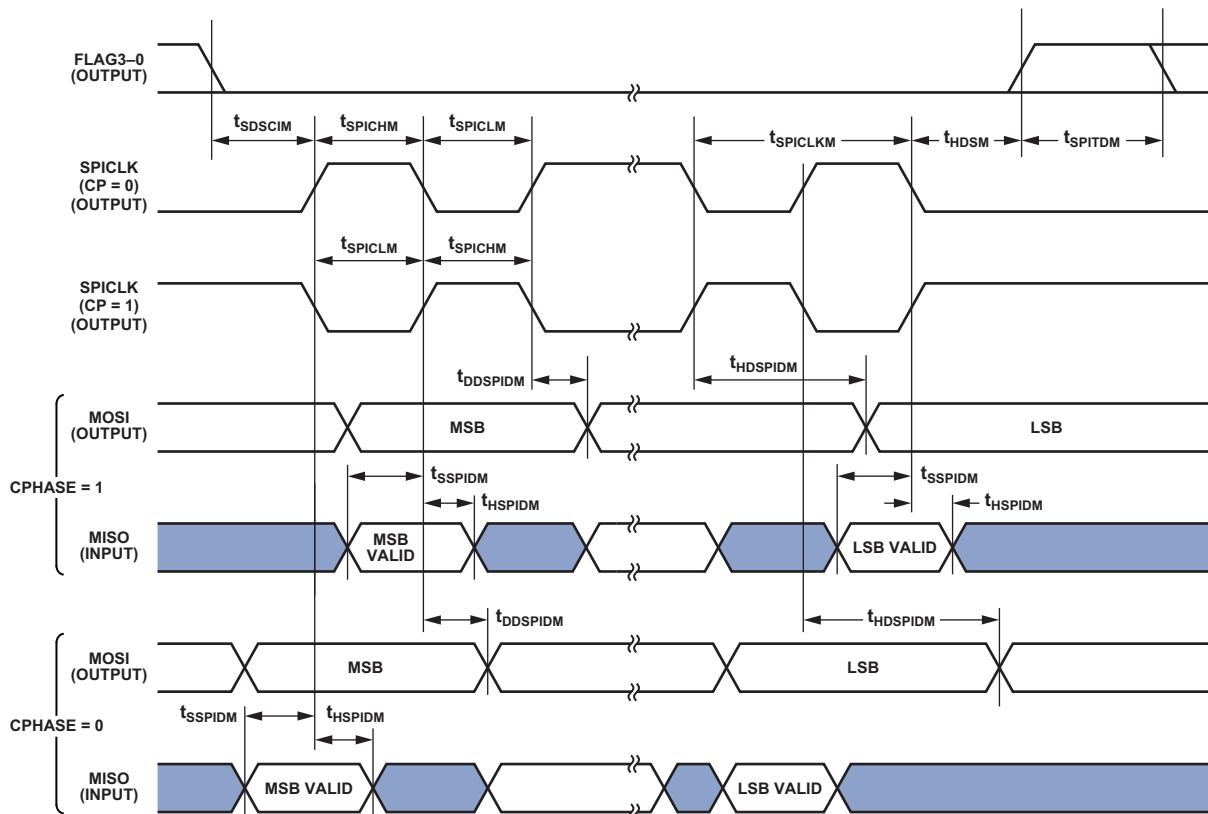 FLAG3–0
(OUTPUT)
tSDSCIM
tSPICHM
tSPICLM
tSPICLKM
tHDSM
tSPITDM
SPICLK
(CP = 0)
(OUTPUT)
tSPICLM
tSPICHM
SPICLK
(CP = 1)
(OUTPUT)
tDDSPIDM
tHDSPIDM
CPHASE = 1
MOSI
(OUTPUT)
MSB
LSB
tSSPIDM
tHSPIDM
tSSPIDM
tHSPIDM
MISO
(INPUT)
MSB
VALID
LSB VALID
tDDSPIDM
tHDSPIDM
CPHASE = 0
MOSI
(OUTPUT)
MSB
LSB
tSSPIDM
tHSPIDM
MISO
(INPUT)
MSB VALID
LSB VALID